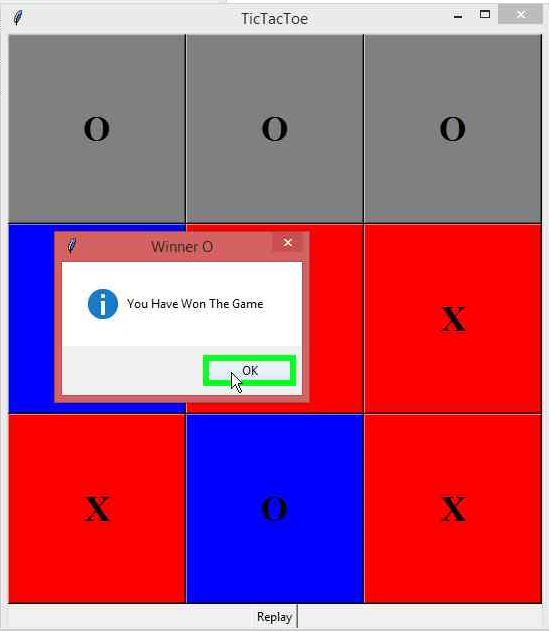 TicTacToe
O O O
Winner O
You Have Won The Game
X
OK
X O X
Replay